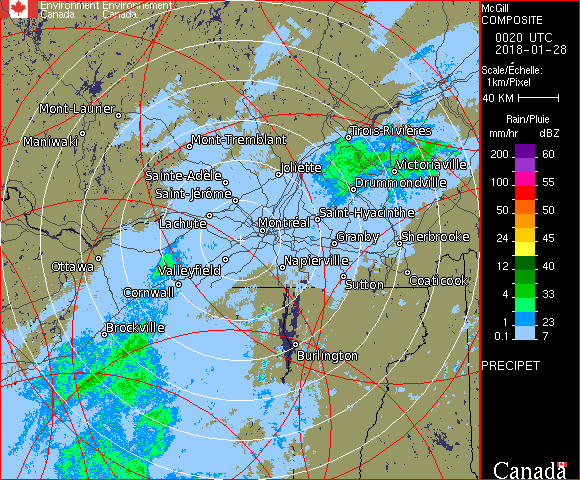 Environment Environnement
Canada Canada
McGill
COMPOSITE
0020 UTC
2018-01-28
Scale/Échelle:
1km/Pixel
40 KM
Rain/Pluie
mm/hr dBZ
200 60
100 55
50 50
24 45
12 40
4 33
2 23
0.1 7
PRECIPET
Canada
Mont-Laurier
Maniwaki
Mont-Tremblant
Trois-Rivières
Joliette
Victoriaville
Sainte-Adèle
Drummondville
Saint-Jérôme
Saint-Hyacinthe
Lachute
Montréal
Granby
Sherbrooke
Ottawa
Valleyfield
Napierville
Cornwall
Sutton
Coaticook
Brockville
Burlington